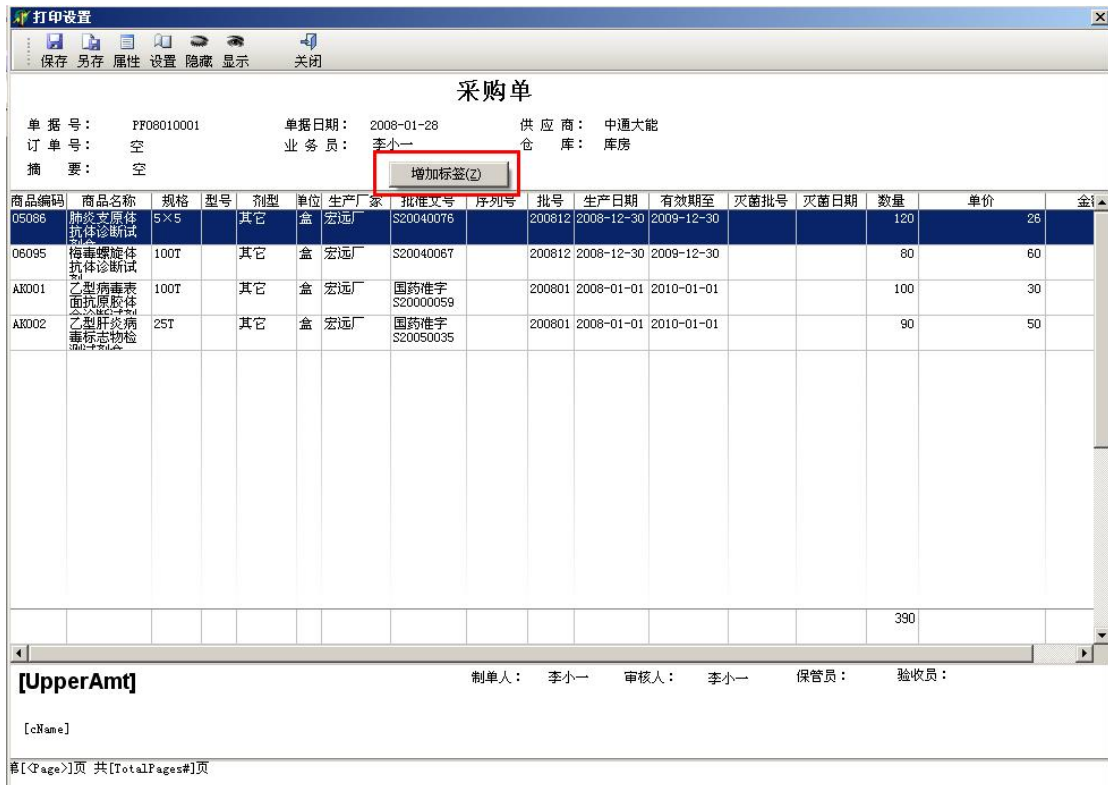 打印设置
保存 另存 属性 设置 隐藏 显示 关闭
采购单
单据号： PF08010001 单据日期： 2008-01-28 供应商： 中通大能
订单号： 空 业务员： 李小一 仓库： 库房
摘要： 空
增加标签(Z)
商品编码 商品名称 规格 型号 剂型 单位 生产厂家 批准文号 序列号 批号 生产日期 有效期至 灭菌批号 灭菌日期 数量 单价
05086 肺炎支原体 5×5 其它 盒 宏远厂 S20040076 200812 2008-12-30 2009-12-30 120 26
抗体诊断试
06095 梅毒螺旋体 100T 其它 盒 宏远厂 S20040067 200812 2008-12-30 2009-12-30 80 60
抗体诊断试
AK001 乙型病毒表 100T 其它 盒 宏远厂 国药准字 200801 2008-01-01 2010-01-01 100 30
面抗原胶体 S20000059
AK002 乙型肝炎病 25T 其它 盒 宏远厂 国药准字 200801 2008-01-01 2010-01-01 90 50
毒标志物检 S20050035
390
[UpperAmt] 制单人： 李小一 审核人： 李小一 保管员： 验收员：
[cName]
第[<Page>]页 共[TotalPages#]页